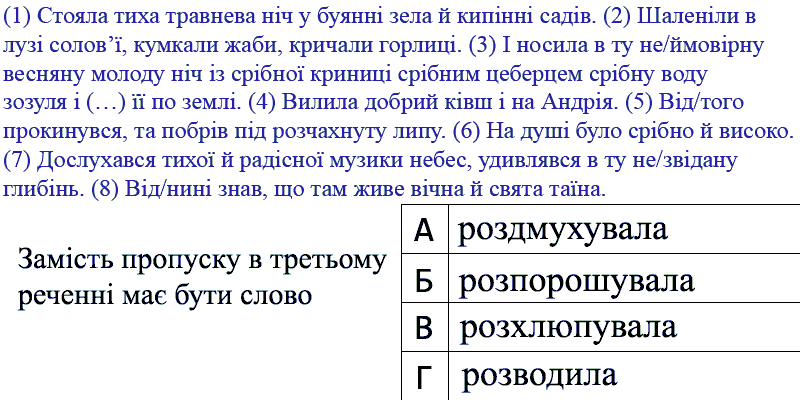 (1) Стояла тиха травнева ніч у буянні зела й кипінні садів. (2) Шаленіли в
лузі солов’ї, кумкали жаби, кричали горлиці. (3) І носила в ту не/ймовірну
весняну молоду ніч із срібної криниці срібним цеберцем срібну воду
зозуля і (…) її по землі. (4) Вилила добрий ківш і на Андрія. (5) Від/того
прокинувся, та побрів під розчахнуту липу. (6) На душі було срібно й високо.
(7) Дослухався тихої й радісної музики небес, удивлявся в ту не/звідану
глибінь. (8) Від/нині знав, що там живе вічна й свята таїна.
Замість пропуску в третьому
реченні має бути слово
А роздмухувала
Б розпорошувала
В розхлюпувала
Г розводила